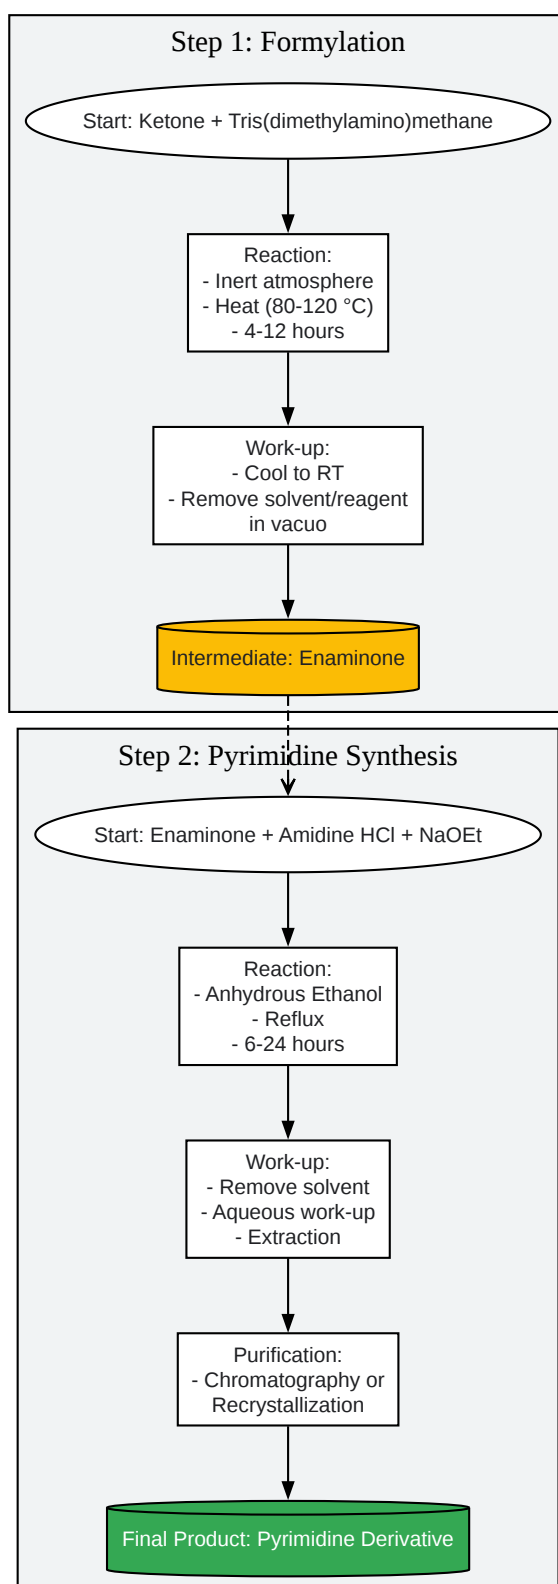 Step 1: Formylation
Start: Ketone + Tris(dimethylamino)methane
Reaction:
- Inert atmosphere
- Heat (80-120 °C)
- 4-12 hours
Work-up:
- Cool to RT
- Remove solvent/reagent
in vacuo
Intermediate: Enaminone
Step 2: Pyrimidine Synthesis
Start: Enaminone + Amidine HCl + NaOEt
Reaction:
- Anhydrous Ethanol
- Reflux
- 6-24 hours
Work-up:
- Remove solvent
- Aqueous work-up
- Extraction
Purification:
- Chromatography or
Recrystallization
Final Product: Pyrimidine Derivative